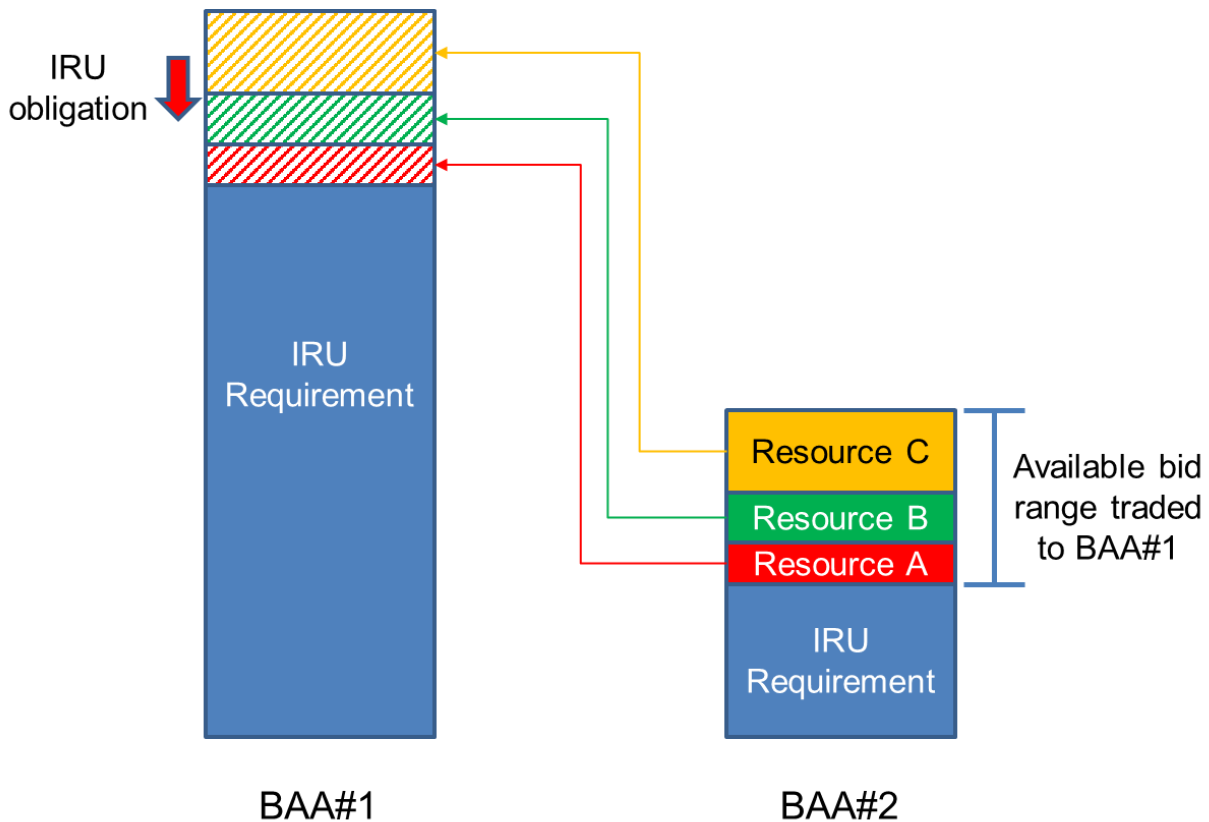 IRU
obligation
IRU
Requirement
Resource C
Resource B
Resource A
IRU
Requirement
Available bid
range traded
to BAA#1
BAA#1
BAA#2